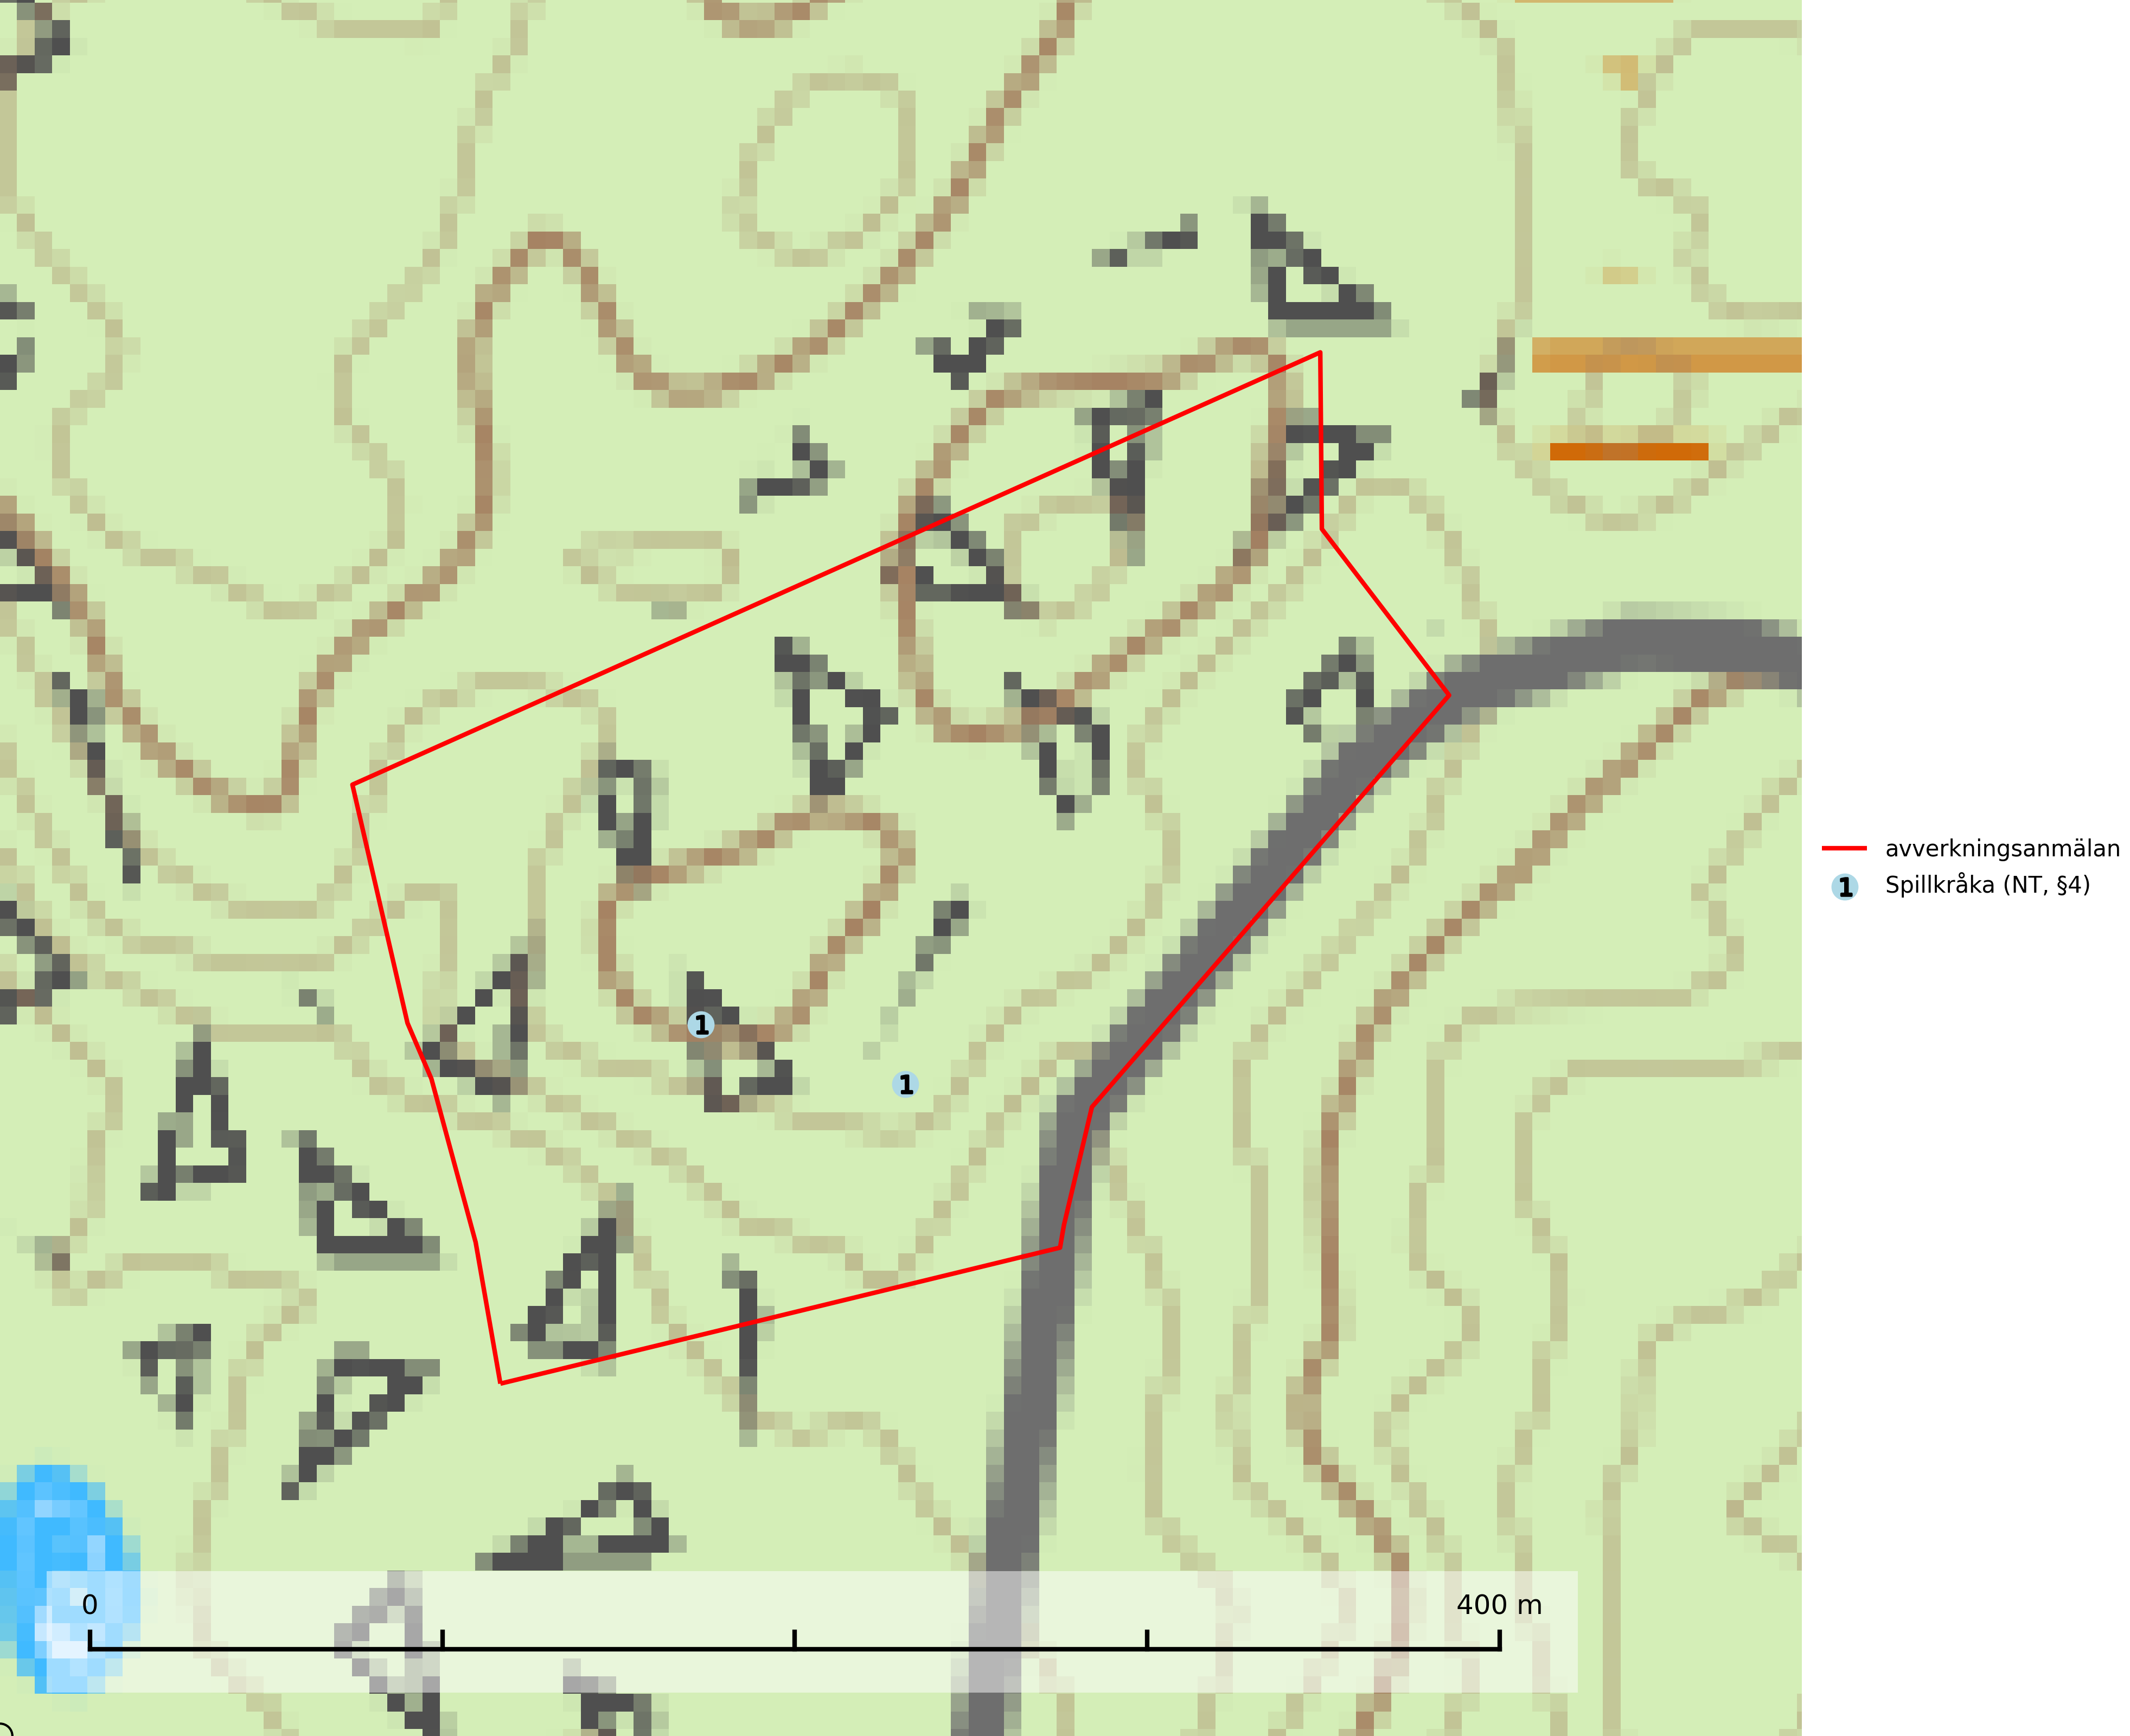 1
1
avverkningsanmälan
1 Spillkråka (NT, §4)
0 400 m